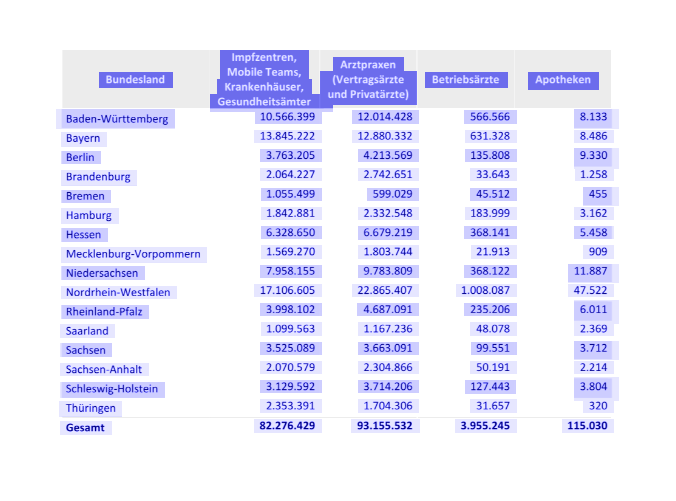 Bundesland Impfzentren, Mobile Teams, Krankenhäuser, Gesundheitsämter Arztpraxen (Vertragsärzte und Privatärzte) Betriebsärzte Apotheken
Baden-Württemberg 10.566.399 12.014.428 566.566 8.133
Bayern 13.845.222 12.880.332 631.328 8.486
Berlin 3.763.205 4.213.569 135.808 9.330
Brandenburg 2.064.227 2.742.651 33.643 1.258
Bremen 1.055.499 599.029 45.512 455
Hamburg 1.842.881 2.332.548 183.999 3.162
Hessen 6.328.650 6.679.219 368.141 5.458
Mecklenburg-Vorpommern 1.569.270 1.803.744 21.913 909
Niedersachsen 7.958.155 9.783.809 368.122 11.887
Nordrhein-Westfalen 17.106.605 22.865.407 1.008.087 47.522
Rheinland-Pfalz 3.998.102 4.687.091 235.206 6.011
Saarland 1.099.563 1.167.236 48.078 2.369
Sachsen 3.525.089 3.663.091 99.551 3.712
Sachsen-Anhalt 2.070.579 2.304.866 50.191 2.214
Schleswig-Holstein 3.129.592 3.714.206 127.443 3.804
Thüringen 2.353.391 1.704.306 31.657 320
Gesamt 82.276.429 93.155.532 3.955.245 115.030